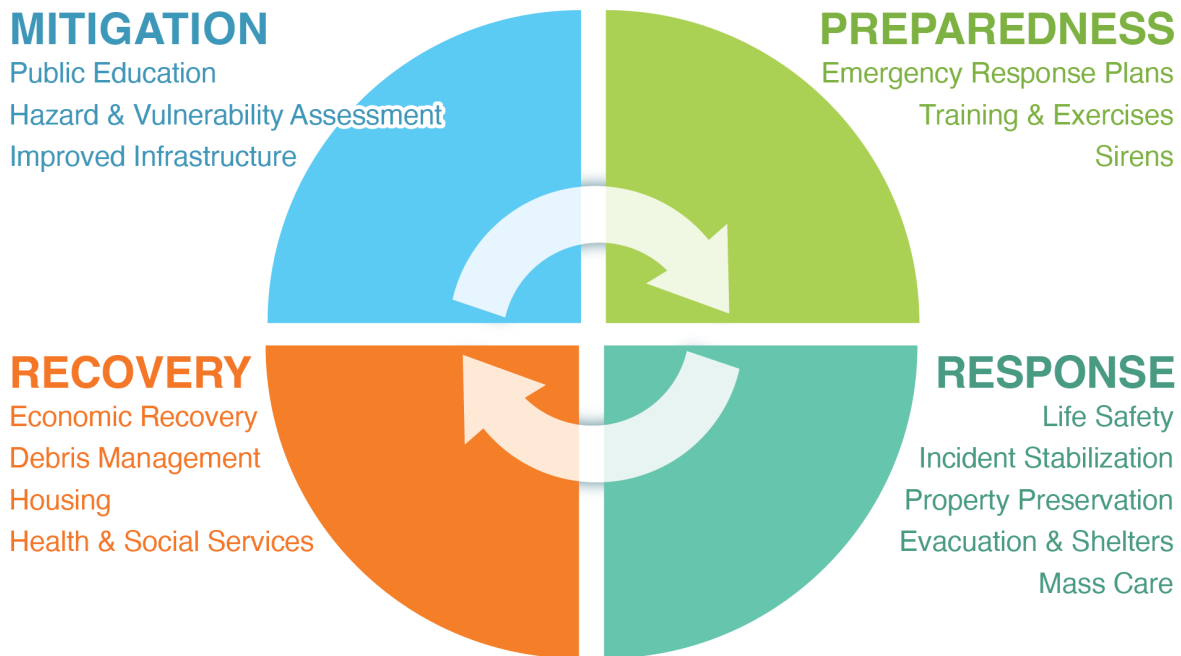 MITIGATION
Public Education
Hazard & Vulnerability Assessment
Improved Infrastructure
PREPAREDNESS
Emergency Response Plans
Training & Exercises
Sirens
RECOVERY
Economic Recovery
Debris Management
Housing
Health & Social Services
RESPONSE
Life Safety
Incident Stabilization
Property Preservation
Evacuation & Shelters
Mass Care